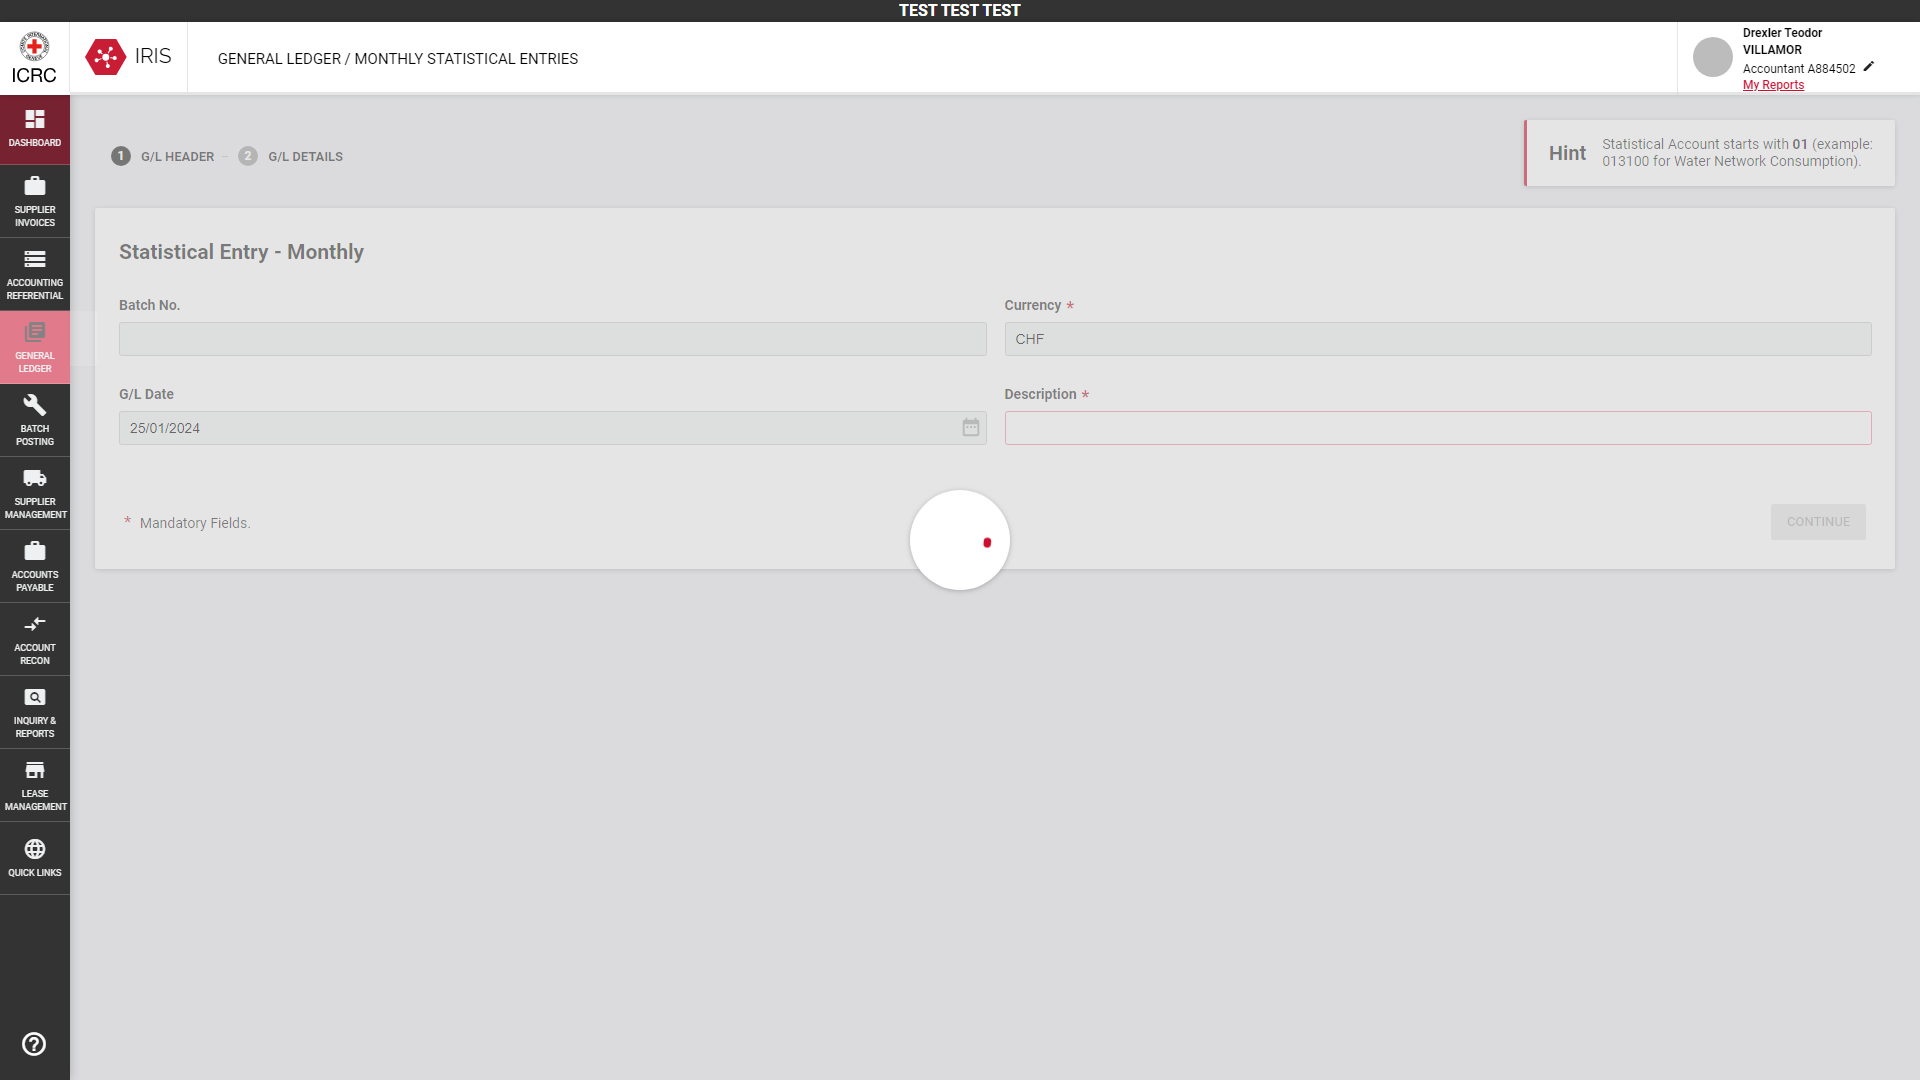 TEST TEST TEST
ICRC
IRIS
GENERAL LEDGER / MONTHLY STATISTICAL ENTRIES
Drexler Teodor
VILLAMOR
Accountant A884502
My Reports
DASHBOARD
SUPPLIER
INVOICES
ACCOUNTING
REFERENTIAL
GENERAL
LEDGER
BATCH
POSTING
SUPPLIER
MANAGEMENT
ACCOUNTS
PAYABLE
ACCOUNT
RECON
INQUIRY &
REPORTS
LEASE
MANAGEMENT
QUICK LINKS
1 G/L HEADER – 2 G/L DETAILS
Hint
Statistical Account starts with 01 (example:
013100 for Water Network Consumption).
Statistical Entry - Monthly
Batch No.
Currency *
CHF
G/L Date
25/01/2024
Description *
* Mandatory Fields.
CONTINUE